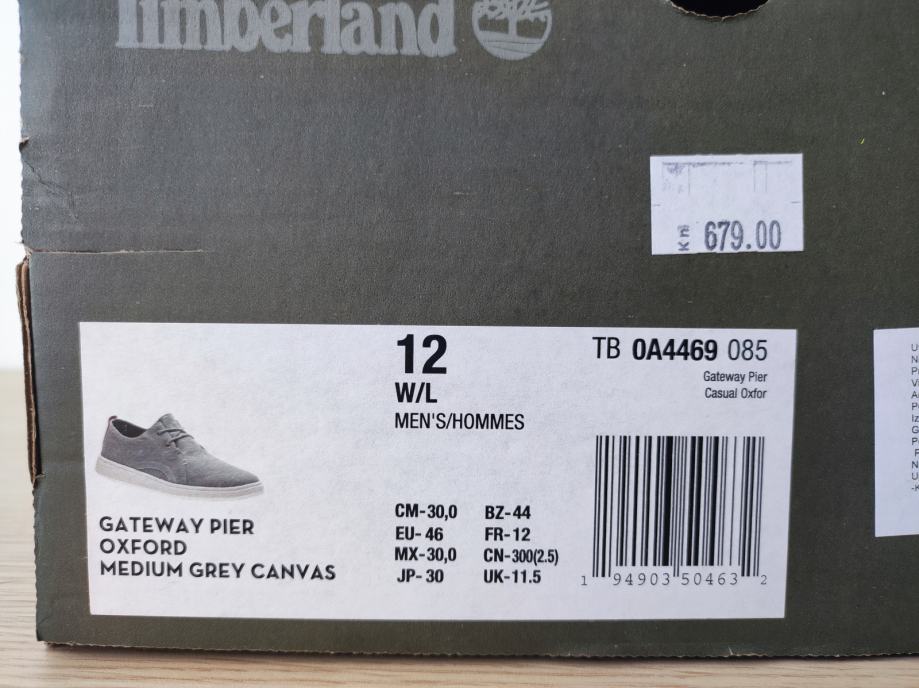 Timberland
Kn 679.00
12
W/L
MEN'S/HOMMES
TB 0A4469 085
Gateway Pier
Casual Oxfor
GATEWAY PIER
OXFORD
MEDIUM GREY CANVAS
CM-30,0 BZ-44
EU-46 FR-12
MX-30,0 CN-300(2.5)
JP-30 UK-11.5
1 94903 50463 2